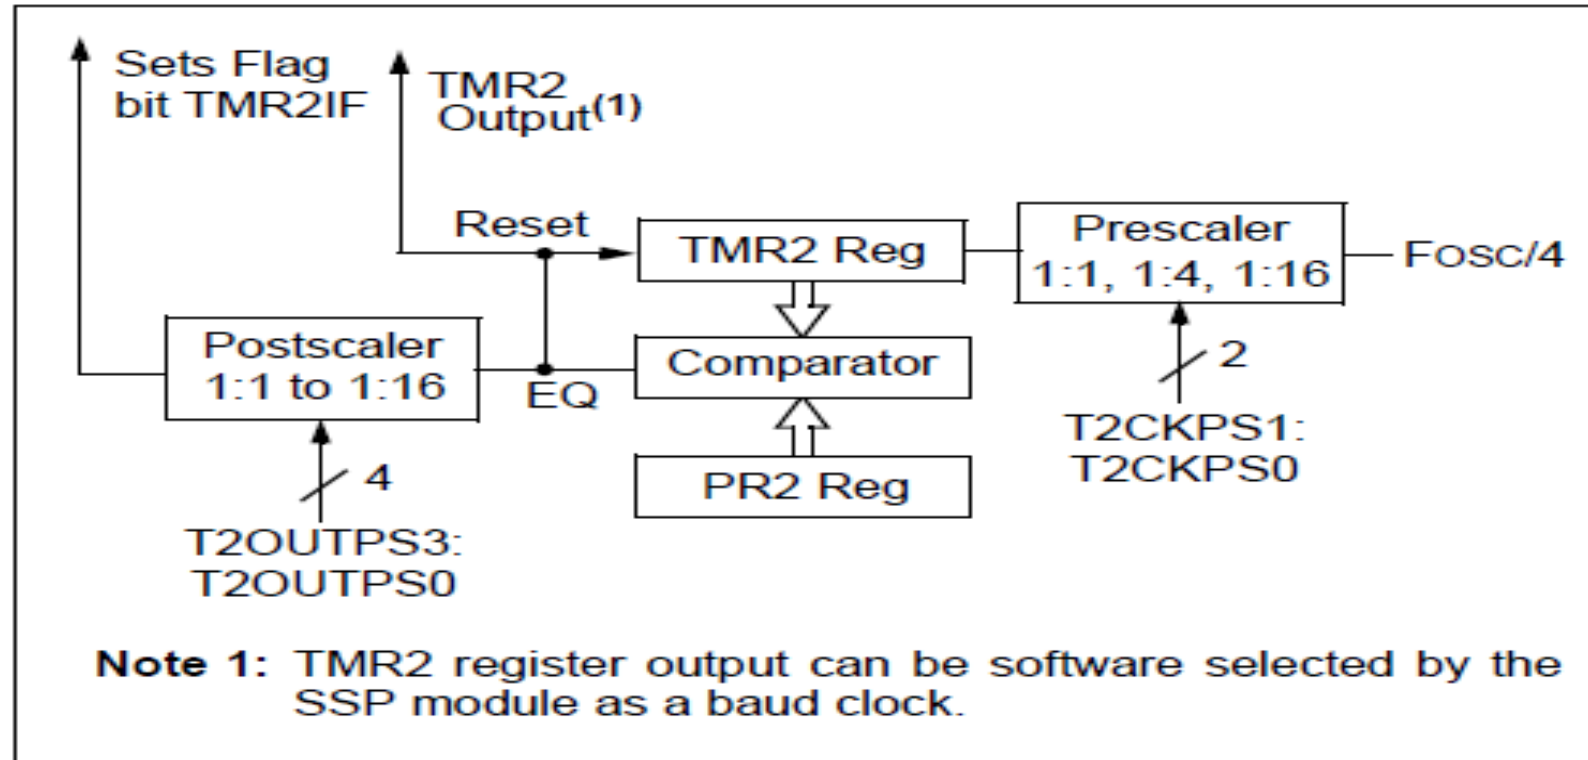 Sets Flag
bit TMR2IF
TMR2
Output(1)
Reset
TMR2 Reg
Prescaler
1:1, 1:4, 1:16
FOSC/4
Postscaler
1:1 to 1:16
EQ
Comparator
2
T2CKPS1:
T2CKPS0
4
PR2 Reg
T2OUTPS3:
T2OUTPS0
Note 1: TMR2 register output can be software selected by the
SSP module as a baud clock.